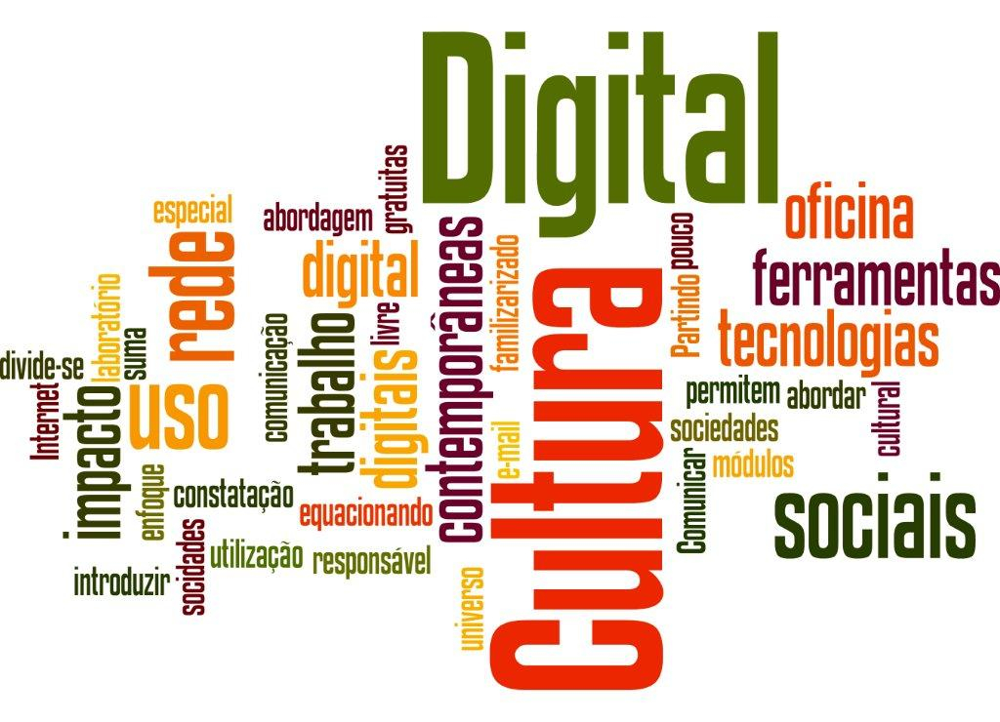 Digital
gratuitas
especial
abordagem
oficina
rede
contemporâneas
pouco
digital
familizarizado
ferramentas
Cultura
Partindo
laboratório
livre
comunicação
trabalho
tecnologias
suma
divide-se
digitais
Internet
impacto
uso
permitem
abordar
cultural
sociedades
e-mail
módulos
Comunicar
enfoque
constatação
equacionando
sociais
socidades
utilização
responsável
introduzir
universo